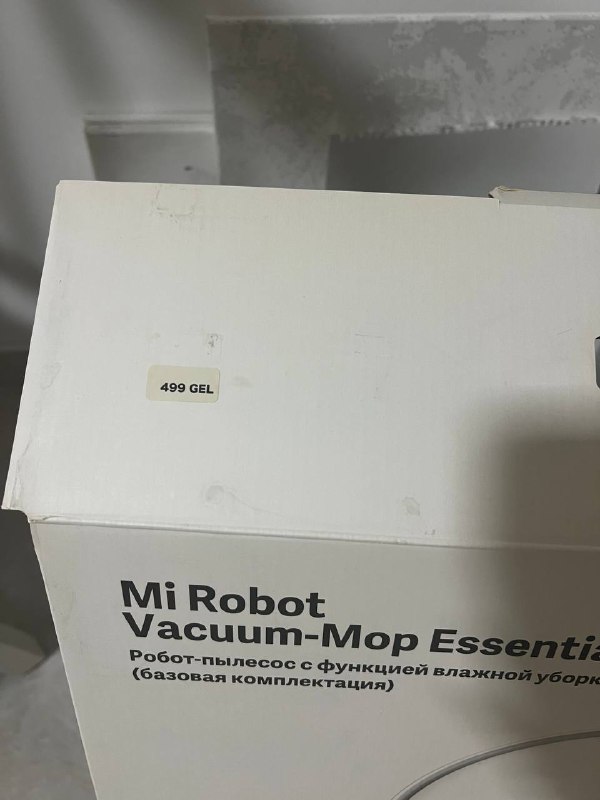 499 GEL
Mi Robot
Vacuum-Mop Essentia
Робот-пылесос с функцией влажной уборк
(базовая комплектация)